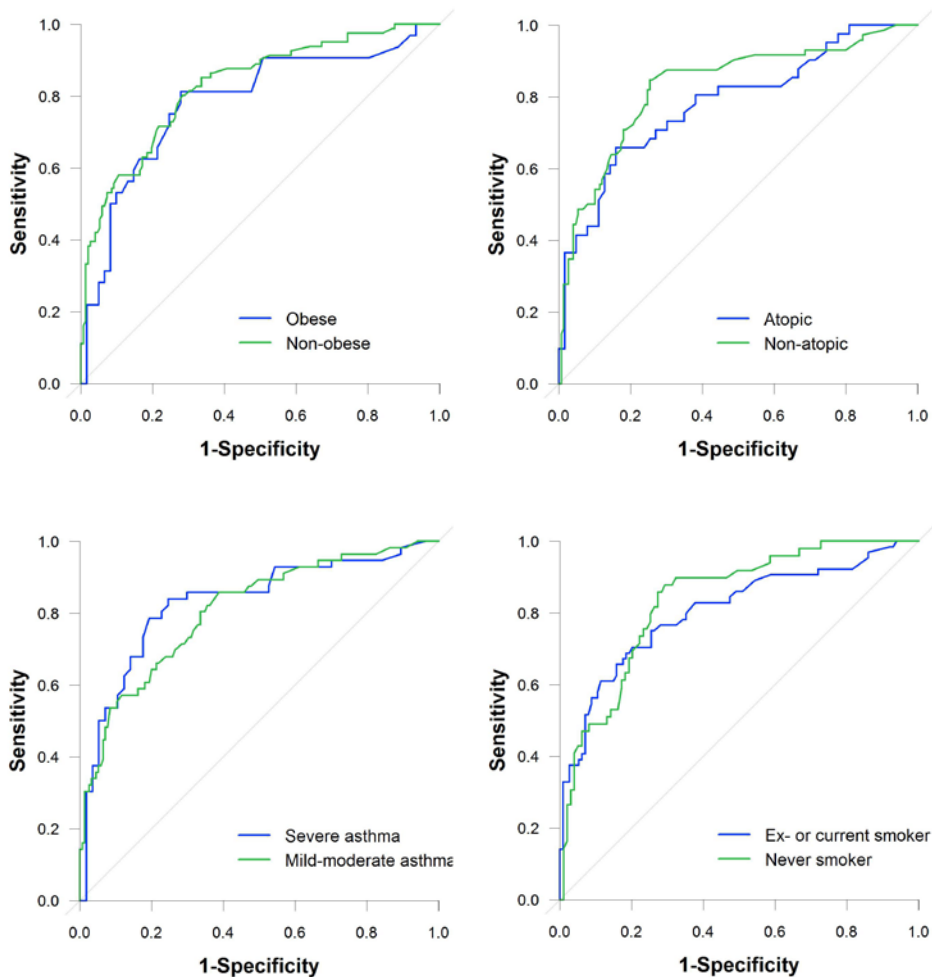 1.0
0.8
0.6
0.4
0.2
0.0
Sensitivity
Obese
Non-obese
0.0 0.2 0.4 0.6 0.8 1.0
1-Specificity
1.0
0.8
0.6
0.4
0.2
0.0
Sensitivity
Atopic
Non-atopic
0.0 0.2 0.4 0.6 0.8 1.0
1-Specificity
1.0
0.8
0.6
0.4
0.2
0.0
Sensitivity
Severe asthma
Mild-moderate asthma
0.0 0.2 0.4 0.6 0.8 1.0
1-Specificity
1.0
0.8
0.6
0.4
0.2
0.0
Sensitivity
Ex- or current smoker
Never smoker
0.0 0.2 0.4 0.6 0.8 1.0
1-Specificity